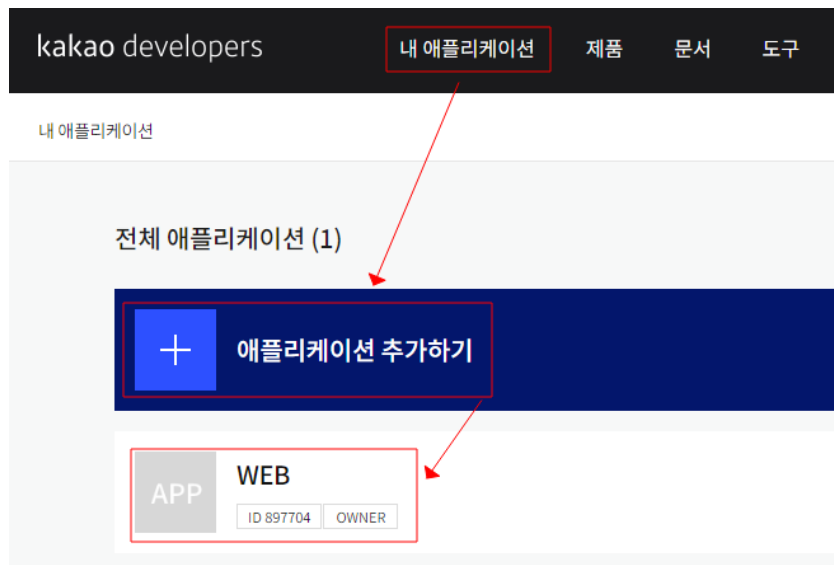 kakao developers 내 애플리케이션 제품 문서 도구
내 애플리케이션
전체 애플리케이션 (1)
애플리케이션 추가하기
APP WEB
ID 897704 OWNER